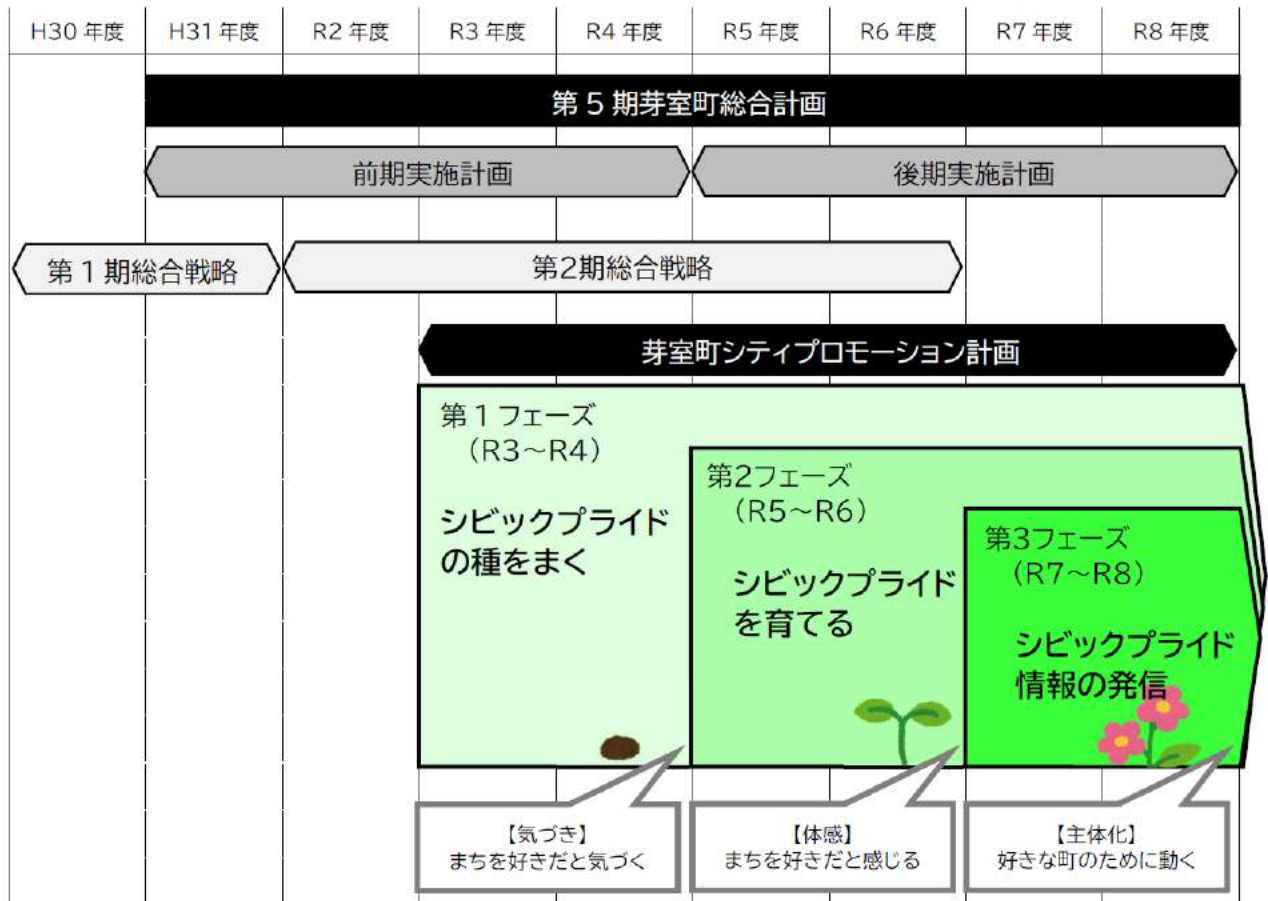 H30 年度 H31 年度 R2 年度 R3 年度 R4 年度 R5 年度 R6 年度 R7 年度 R8 年度
第 5 期芽室町総合計画
前期実施計画 後期実施計画
第 1 期総合戦略 第2期総合戦略
芽室町シティプロモーション計画
第 1 フェーズ
（R3～R4）
シビックプライド
の種をまく
第2フェーズ
（R5～R6）
シビックプライド
を育てる
第3フェーズ
（R7～R8）
シビックプライド
情報の発信
【気づき】
まちを好きだと気づく
【体感】
まちを好きだと感じる
【主体化】
好きな町のために動く